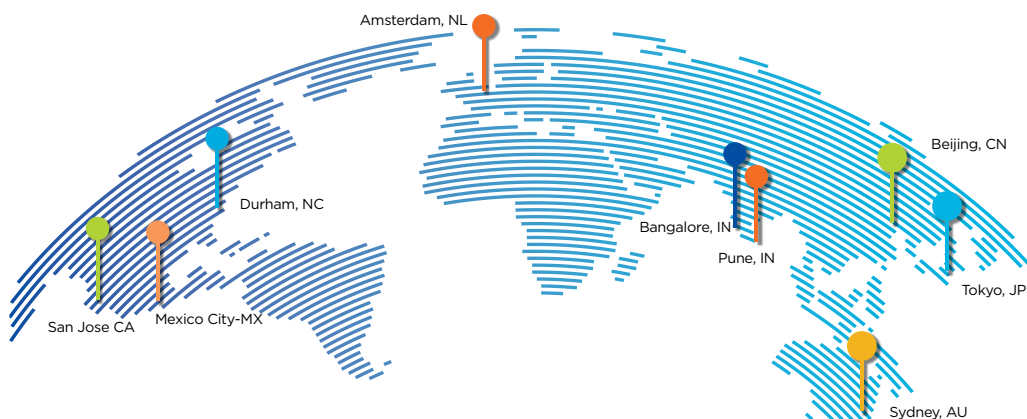 Amsterdam, NL
Beijing, CN
Durham, NC
Bangalore, IN
Pune, IN
Tokyo, JP
San Jose CA
Mexico City-MX
Sydney, AU